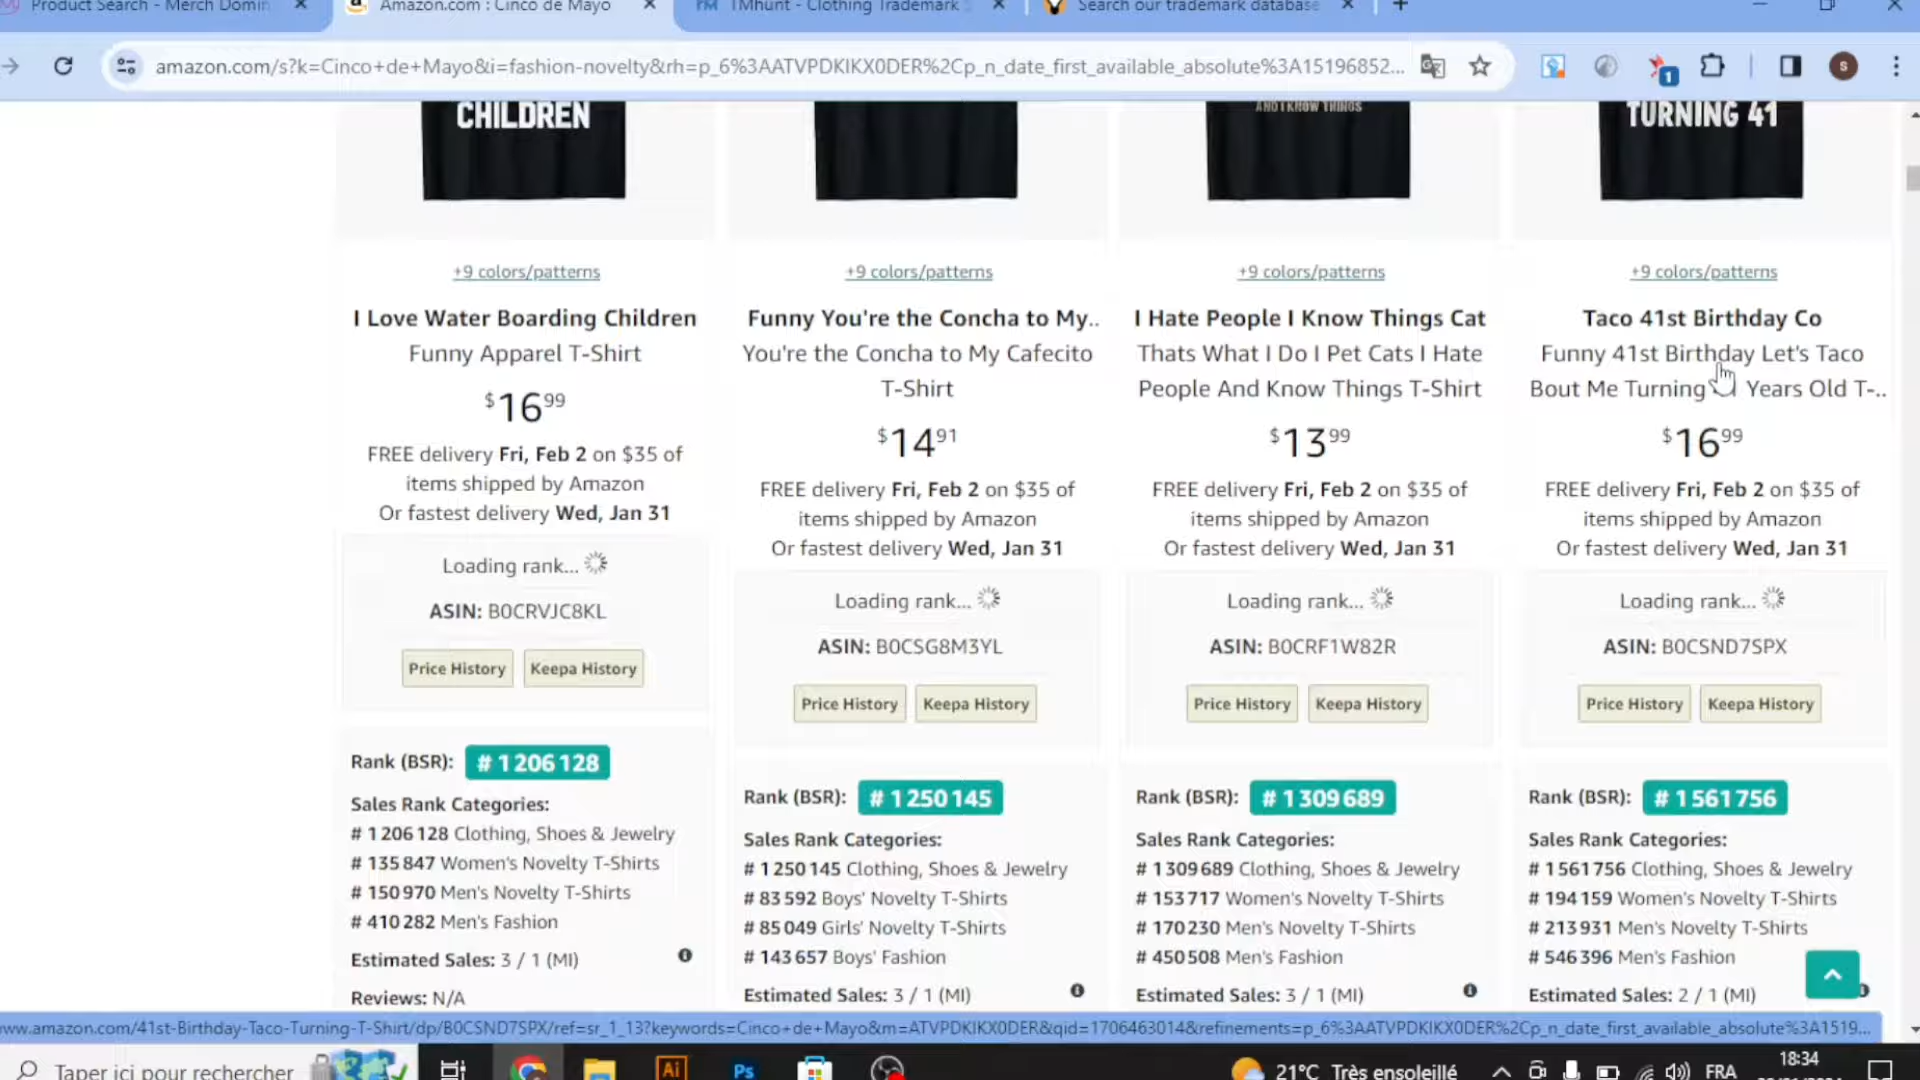 Product Search - Merch Domin
Amazon.com : Cinco de Mayo
TMhunt - Clothing Trademark S
Search our trademark database
amazon.com/s?k=Cinco+de+Mayo&i=fashion-novelty&rh=p_6%3AATVPDKIKX0DER%2Cp_n_date_first_available_absolute%3A15196852...
1
S
CHILDREN
AND I KNOW THINGS
TURNING 41
+9 colors/patterns
+9 colors/patterns
+9 colors/patterns
+9 colors/patterns
I Love Water Boarding Children
Funny Apparel T-Shirt
$16.99
FREE delivery Fri, Feb 2 on $35 of
items shipped by Amazon
Or fastest delivery Wed, Jan 31
Loading rank...
ASIN: B0CRVJC8KL
Price History
Keepa History
Rank (BSR): # 1 206 128
Sales Rank Categories:
# 1 206 128 Clothing, Shoes & Jewelry
# 135 847 Women's Novelty T-Shirts
# 150 970 Men's Novelty T-Shirts
# 410 282 Men's Fashion
Estimated Sales: 3 / 1 (MI)
Reviews: N/A
Funny You're the Concha to My..
You're the Concha to My Cafecito
T-Shirt
$14.91
FREE delivery Fri, Feb 2 on $35 of
items shipped by Amazon
Or fastest delivery Wed, Jan 31
Loading rank...
ASIN: B0CSG8M3YL
Price History
Keepa History
Rank (BSR): # 1 250 145
Sales Rank Categories:
# 1 250 145 Clothing, Shoes & Jewelry
# 83 592 Boys' Novelty T-Shirts
# 85 049 Girls' Novelty T-Shirts
# 143 657 Boys' Fashion
Estimated Sales: 3 / 1 (MI)
I Hate People I Know Things Cat
Thats What I Do I Pet Cats I Hate
People And Know Things T-Shirt
$13.99
FREE delivery Fri, Feb 2 on $35 of
items shipped by Amazon
Or fastest delivery Wed, Jan 31
Loading rank...
ASIN: B0CRF1W82R
Price History
Keepa History
Rank (BSR): # 1 309 689
Sales Rank Categories:
# 1 309 689 Clothing, Shoes & Jewelry
# 153 717 Women's Novelty T-Shirts
# 170 230 Men's Novelty T-Shirts
# 450 508 Men's Fashion
Estimated Sales: 3 / 1 (MI)
Taco 41st Birthday Co
Funny 41st Birthday Let's Taco
Bout Me Turning Years Old T-..
$16.99
FREE delivery Fri, Feb 2 on $35 of
items shipped by Amazon
Or fastest delivery Wed, Jan 31
Loading rank...
ASIN: B0CSND7SPX
Price History
Keepa History
Rank (BSR): # 1 561 756
Sales Rank Categories:
# 1 561 756 Clothing, Shoes & Jewelry
# 194 159 Women's Novelty T-Shirts
# 213 931 Men's Novelty T-Shirts
# 546 396 Men's Fashion
Estimated Sales: 2 / 1 (MI)
www.amazon.com/41st-Birthday-Taco-Turning-T-Shirt/dp/B0CSND7SPX/ref=sr_1_13?keywords=Cinco+de+Mayo&m=ATVPDKIKX0DER&qid=1706463014&refinements=p_6%3AATVPDKIKX0DER%2Cp_n_date_first_available_absolute%3A1519...
Taper ici pour rechercher
Ai
Ps
21°C Très ensoleillé
FRA
18:34